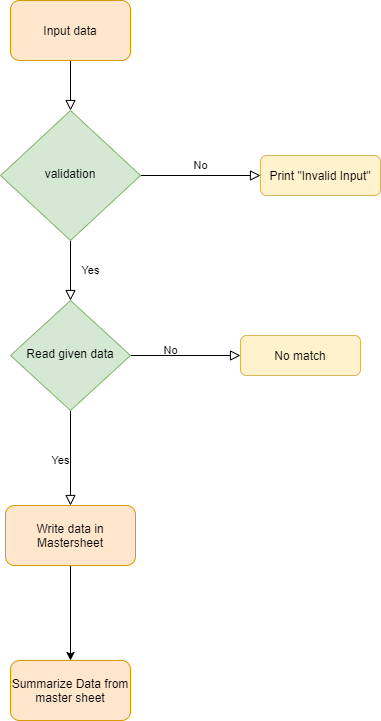 Input data
validation
No
Print "Invalid Input"
Yes
Read given data
No
No match
Yes
Write data in
Mastersheet
Summarize Data from
master sheet